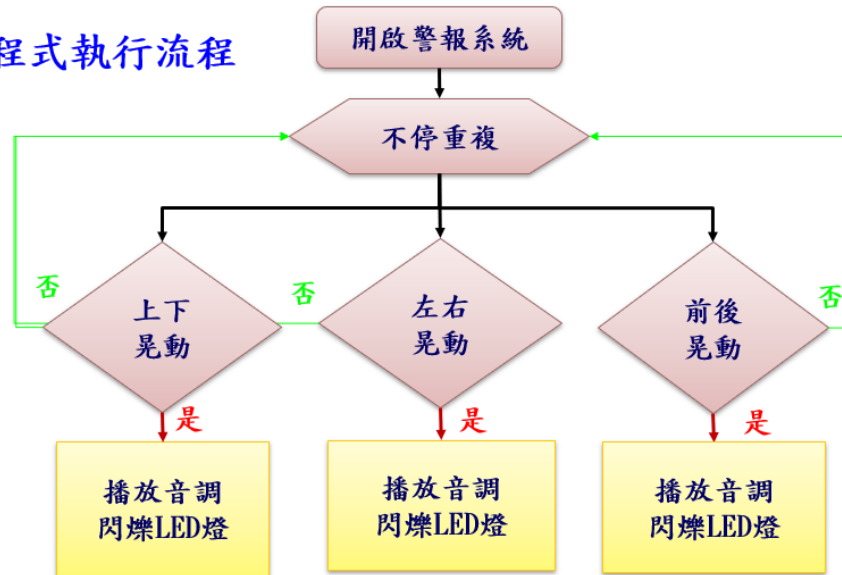 程式執行流程
開啟警報系統
不停重複
否
上下
晃動
否
左右
晃動
前後
晃動
否
是
是
是
播放音調
閃爍LED燈
播放音調
閃爍LED燈
播放音調
閃爍LED燈